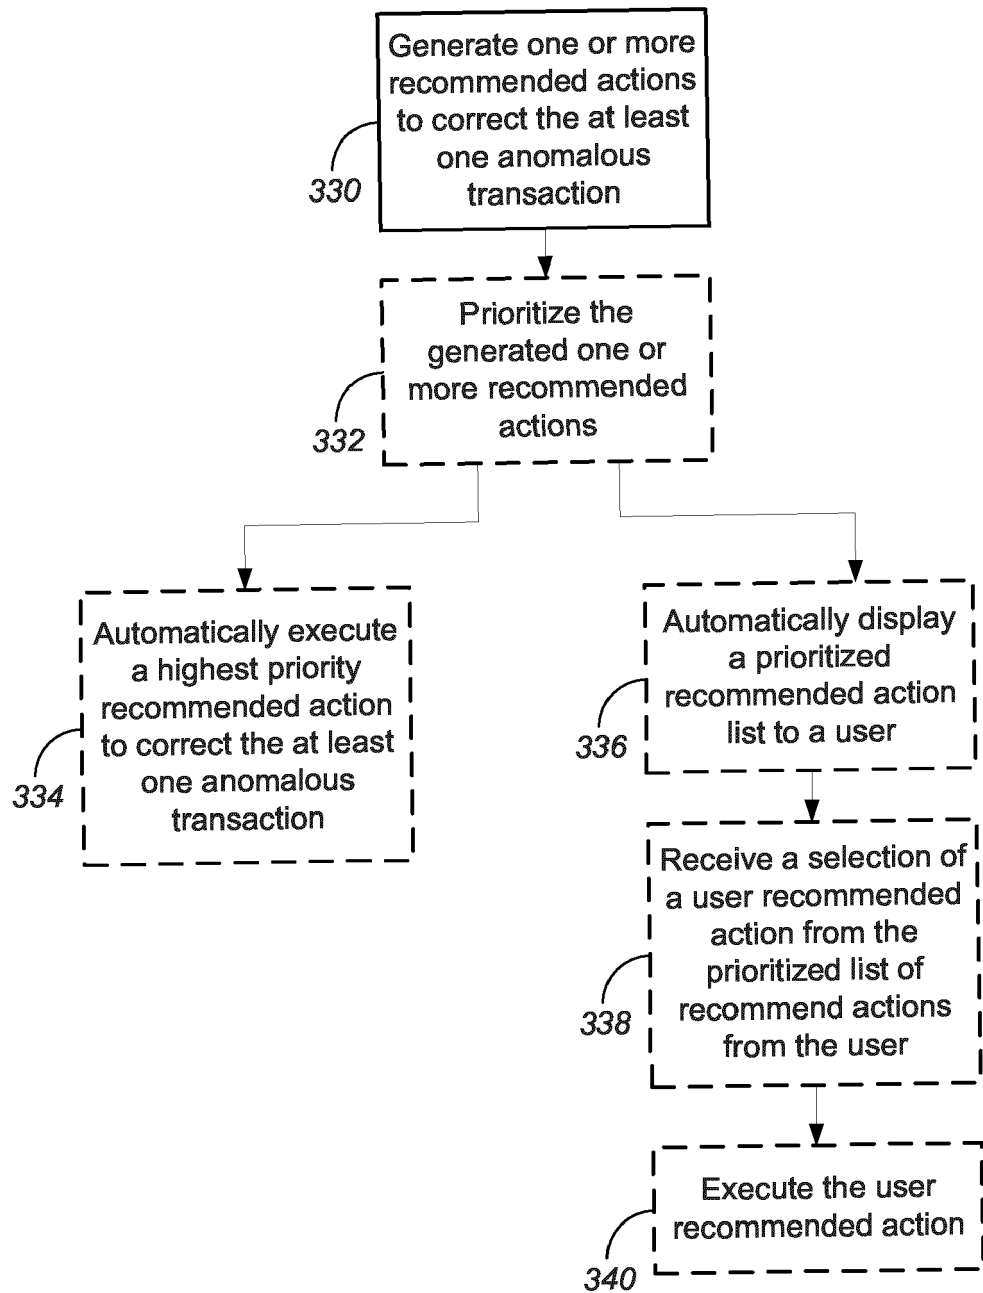 Generate one or more
recommended actions
to correct the at least
one anomalous
transaction
330
Prioritize the
generated one or
more recommended
actions
332
Automatically execute
a highest priority
recommended action
to correct the at least
one anomalous
transaction
334
Automatically display
a prioritized
recommended action
list to a user
336
Receive a selection of
a user recommended
action from the
prioritized list of
recommend actions
from the user
338
Execute the user
recommended action
340